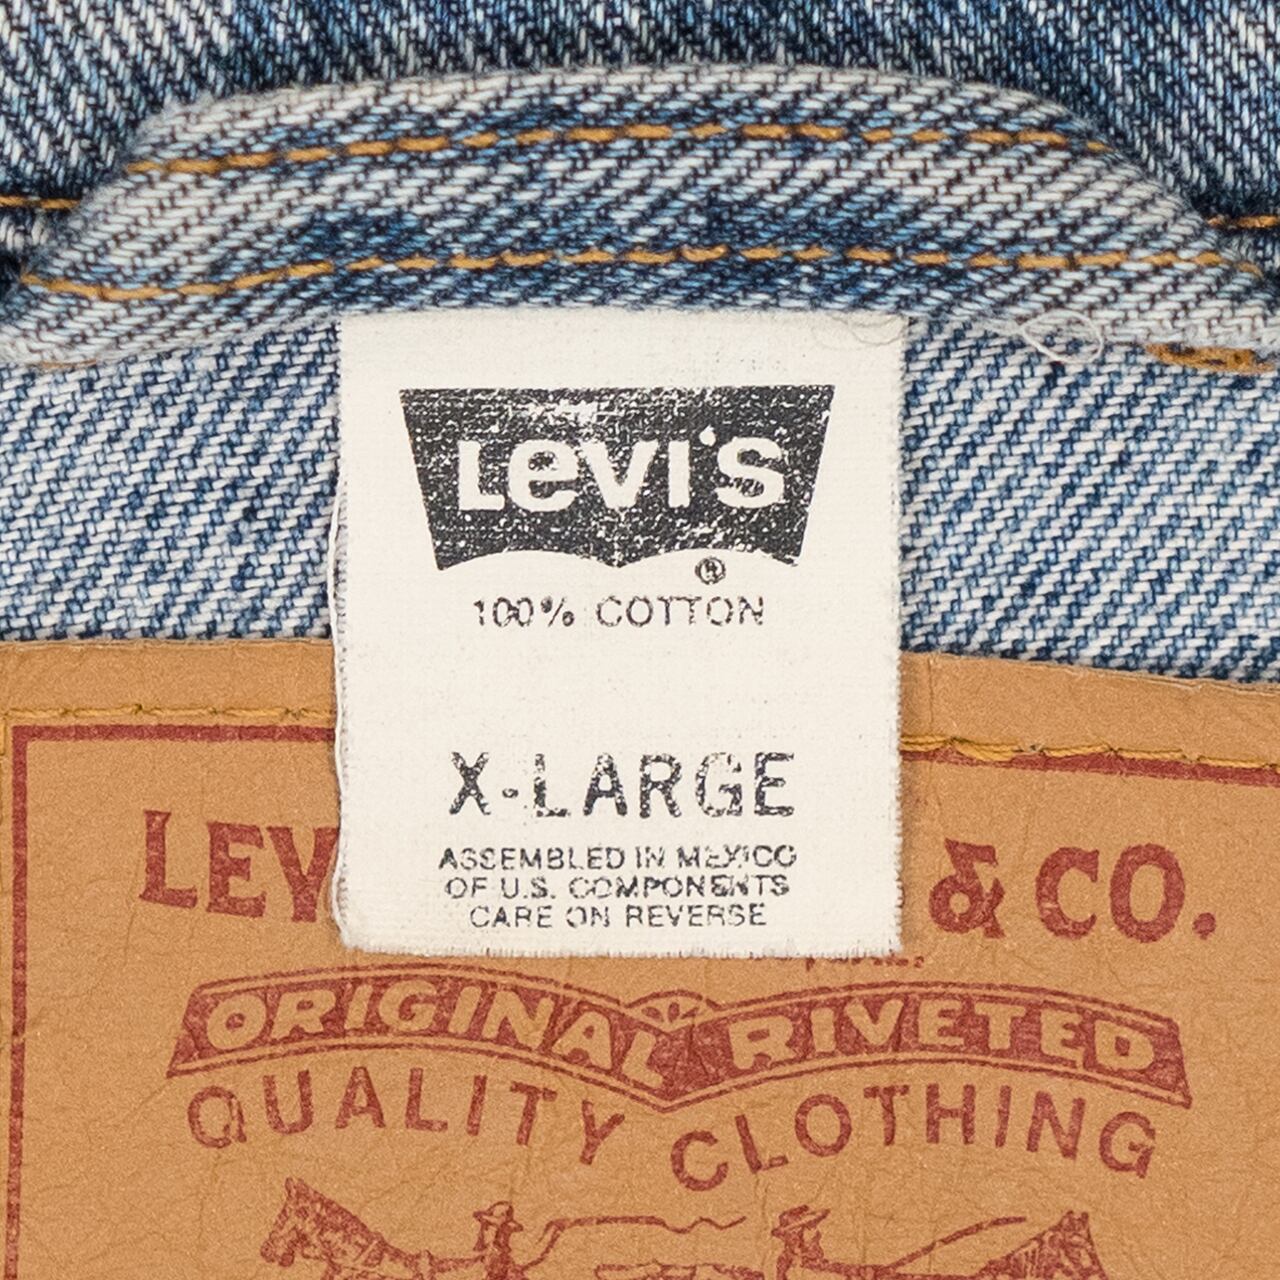 LEVI'S
®
100% COTTON
X-LARGE
ASSEMBLED IN MEXICO
OF U.S. COMPONENTS
CARE ON REVERSE
LEV & CO.
ORIGINAL RIVETED
QUALITY CLOTHING